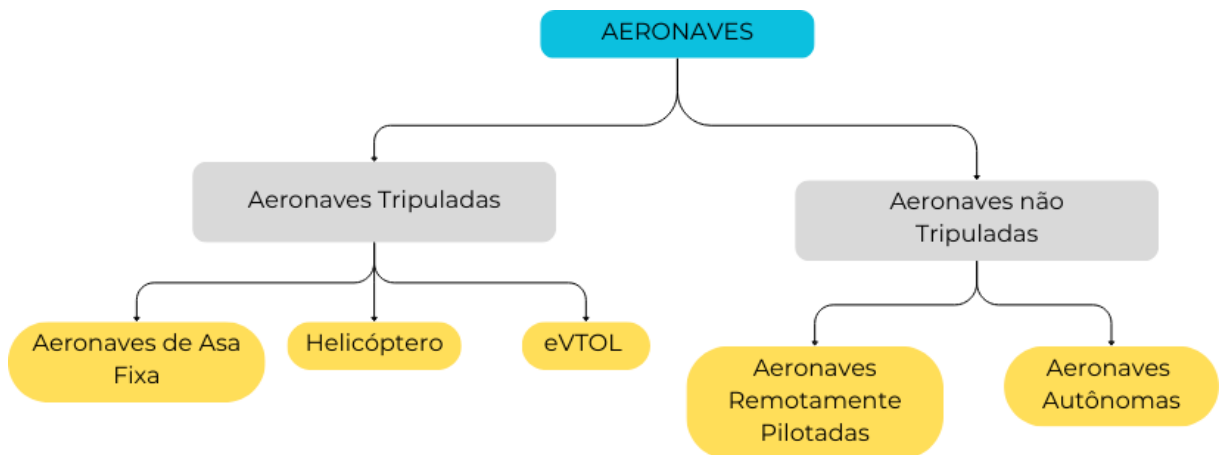 AERONAVES
Aeronaves Tripuladas
Aeronaves não
Tripuladas
Aeronaves de Asa
Fixa
Helicóptero
eVTOL
Aeronaves
Remotamente
Pilotadas
Aeronaves
Autônomas